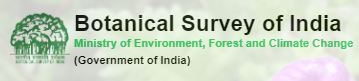 Botanical Survey of India
Ministry of Environment, Forest and Climate Change
(Government of India)